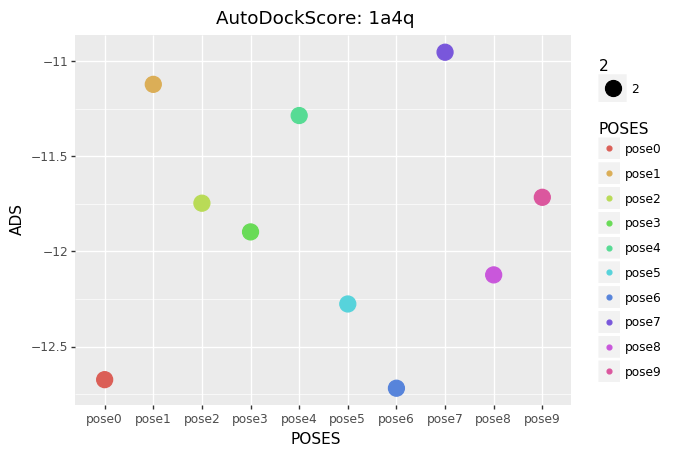 AutoDockScore: 1a4q
−11
−11.5
−12
−12.5
ADS
pose0 pose1 pose2 pose3 pose4 pose5 pose6 pose7 pose8 pose9
POSES
2
2
POSES
pose0
pose1
pose2
pose3
pose4
pose5
pose6
pose7
pose8
pose9